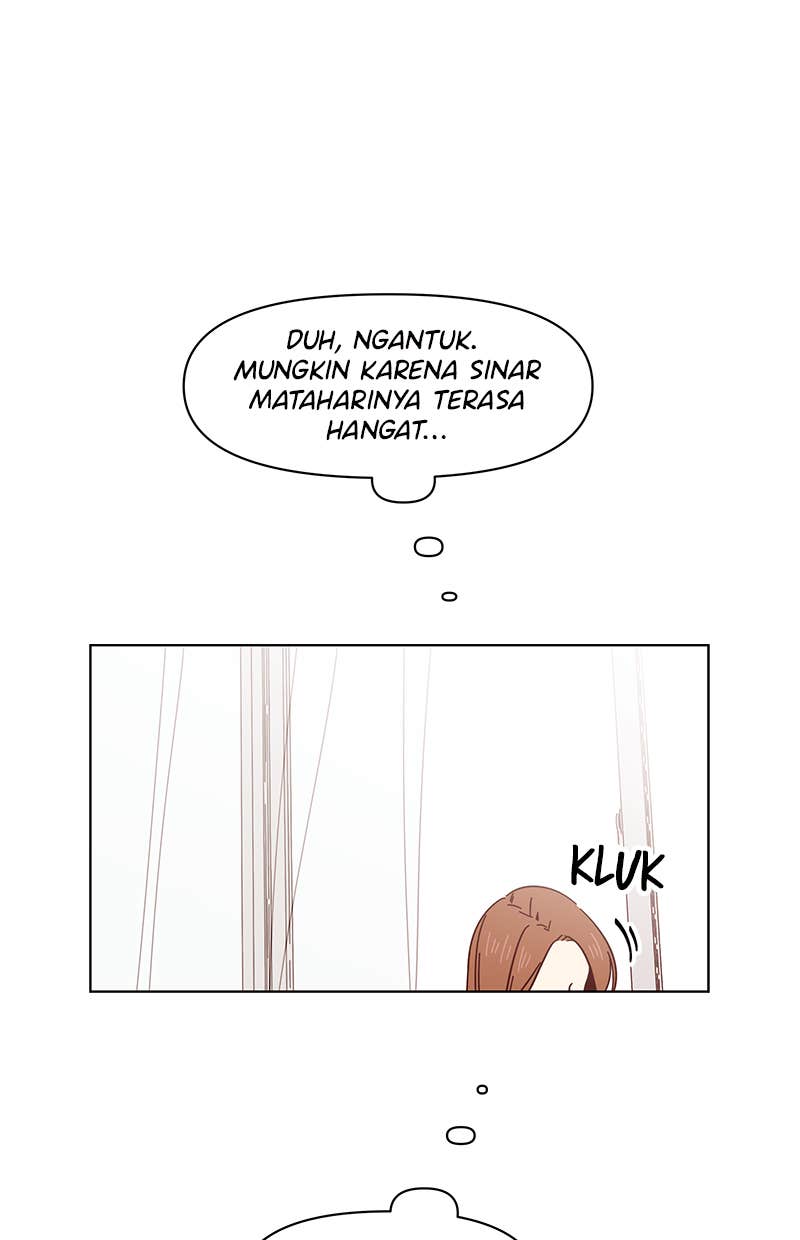 DUH, NGANTUK.
MUNGKIN KARENA SINAR
MATAHARINYA TERASA
HANGAT...
KLUK